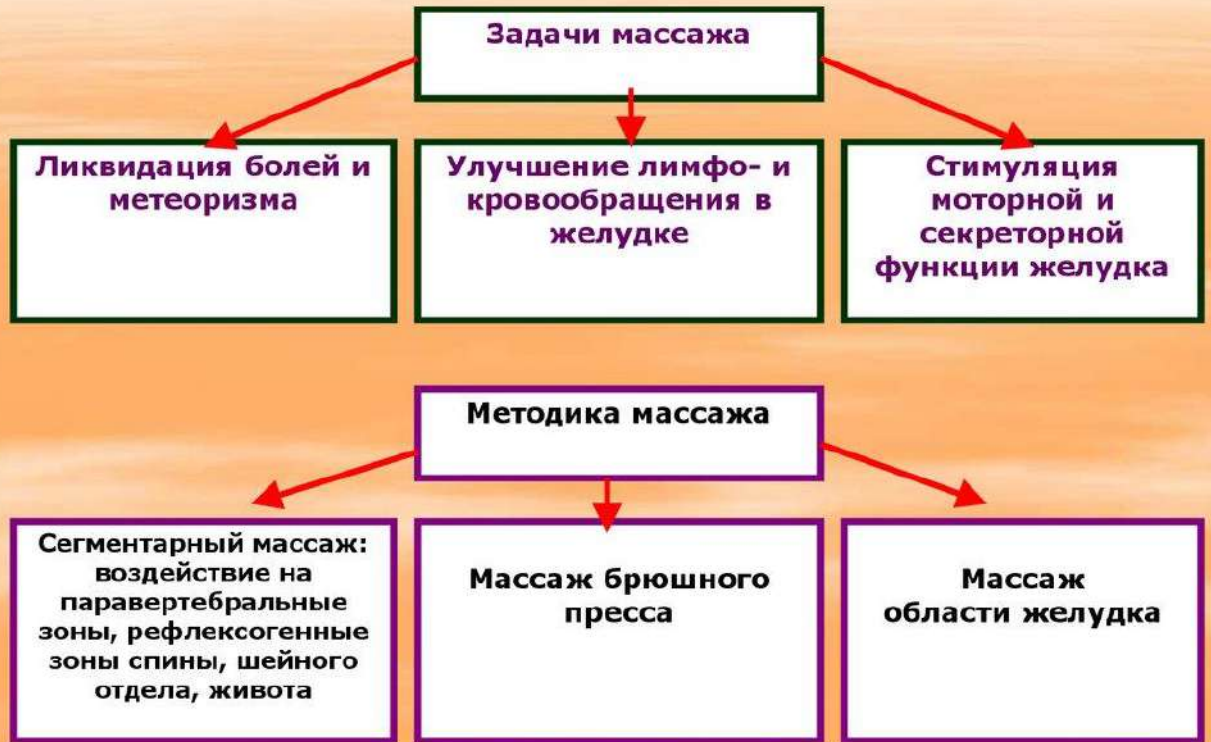 Задачи массажа
Ликвидация болей и
метеоризма
Улучшение лимфо- и
кровообращения в
желудке
Стимуляция
моторной и
секреторной
функции желудка
Методика массажа
Сегментарный массаж:
воздействие на
паравертебральные
зоны, рефлексогенные
зоны спины, шейного
отдела, живота
Массаж брюшного
пресса
Массаж
области желудка